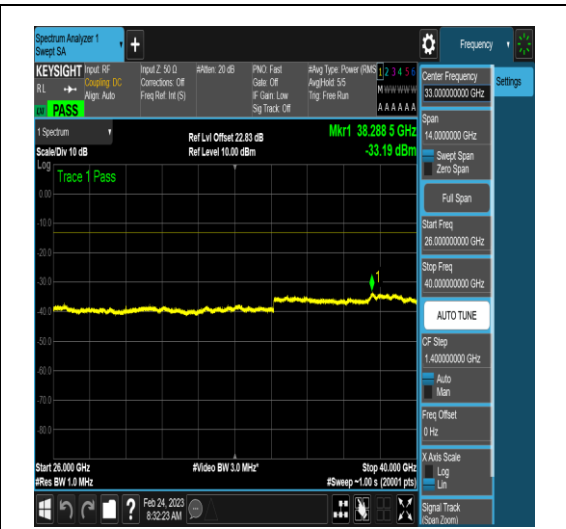 Spectrum Analyzer 1
Swept SA
Frequency
KEYSIGHT
RL
PASS
Input: RF
Coupling: DC
Align: Auto
Input Z: 50 Ω
Corrections: Off
Freq Ref: Int (S)
#Atten: 20 dB
PNO: Fast
Gate: Off
IF Gain: Low
Sig Track: Off
#Avg Type: Power (RMS
Avg|Hold: 5/5
Trig: Free Run
1 2 3 4 5 6
M W W W W W
A A A A A A
1 Spectrum
Scale/Div 10 dB
Ref Lvl Offset 22.83 dB
Ref Level 10.00 dBm
Mkr1 38.288 5 GHz
-33.19 dBm
Log
Trace 1 Pass
0.00
-10.0
-20.0
-30.0
-40.0
-50.0
-60.0
-70.0
-80.0
1
Start 26.000 GHz
#Res BW 1.0 MHz
#Video BW 3.0 MHz*
Stop 40.000 GHz
#Sweep ~1.00 s (20001 pts)
Feb 24, 2023
8:32:23 AM
Center Frequency
33.000000000 GHz
Span
14.0000000 GHz
Swept Span
Zero Span
Full Span
Start Freq
26.000000000 GHz
Stop Freq
40.000000000 GHz
AUTO TUNE
CF Step
1.400000000 GHz
Auto
Man
Freq Offset
0 Hz
X Axis Scale
Log
Lin
Signal Track
(Span Zoom)
Settings